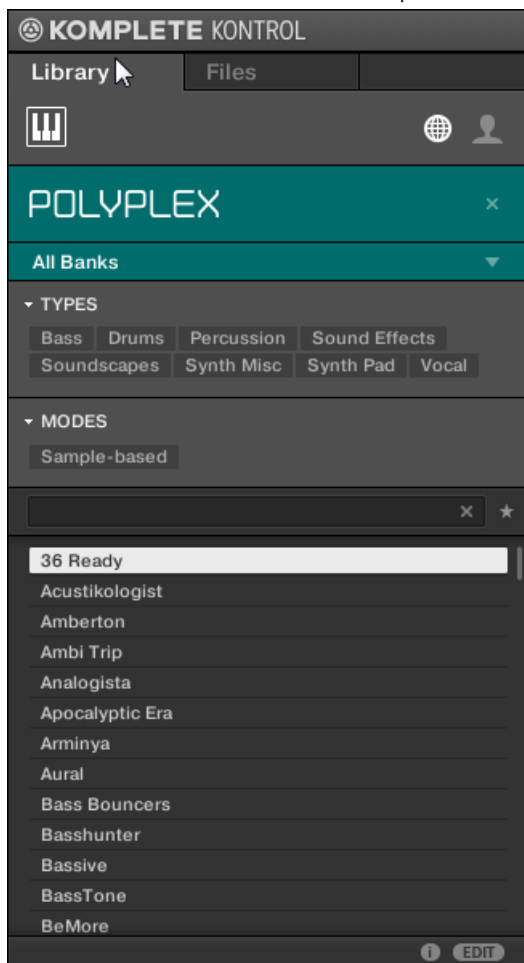 KOMPLETE KONTROL
Library Files
POLYPLEX
All Banks
TYPES
Bass Drums Percussion Sound Effects
Soundscapes Synth Misc Synth Pad Vocal
MODES
Sample-based
36 Ready
Acustikologist
Amberton
Ambi Trip
Analogista
Apocalyptic Era
Arminya
Aural
Bass Bouncers
Basshunter
Bassive
BassTone
BeMore
i EDIT